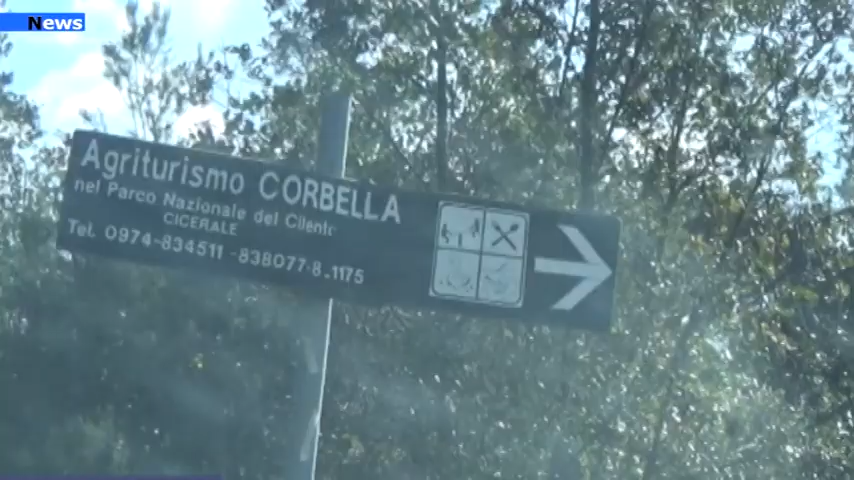 News
Agriturismo CORBELLA
nel Parco Nazionale del Cilento
CICERALE
Tel. 0974-834511 -838077-8.1175